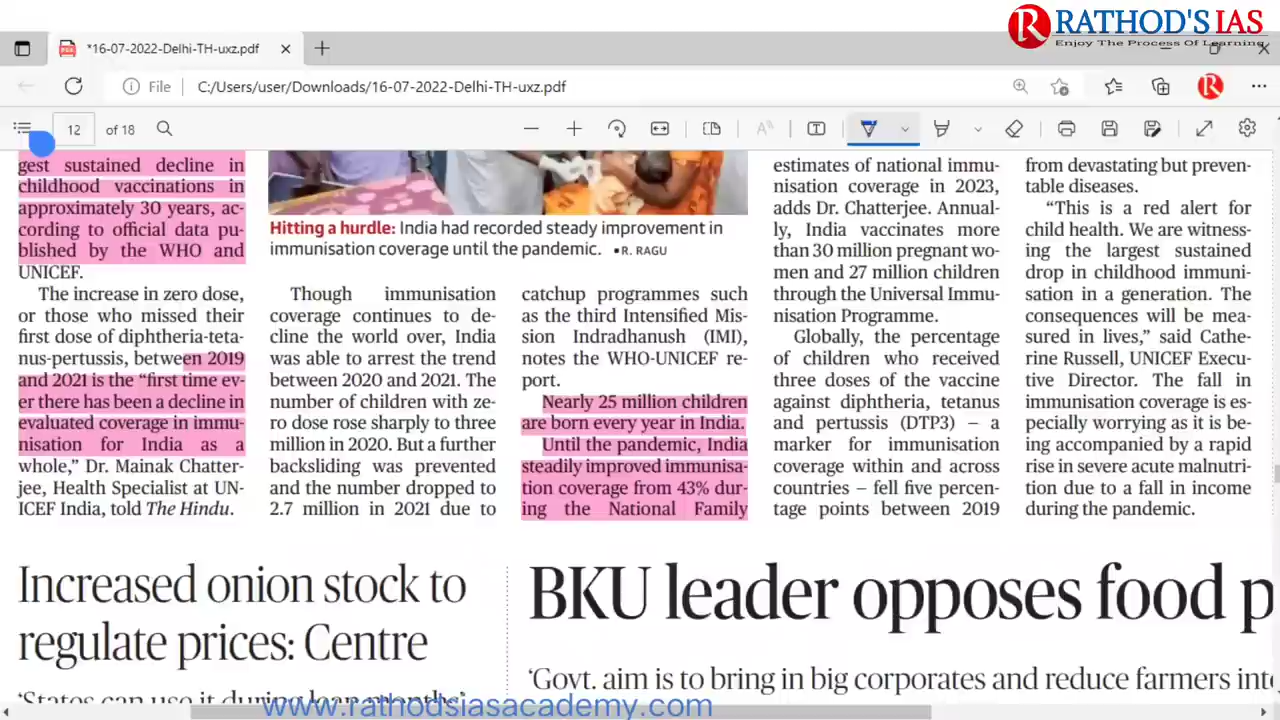 RATHOD'S IAS
Enjoy The Process Of Learning
*16-07-2022-Delhi-TH-uxz.pdf
File
C:/Users/user/Downloads/16-07-2022-Delhi-TH-uxz.pdf
12
of 18
gest sustained decline in
childhood vaccinations in
approximately 30 years, ac-
cording to official data pu-
blished by the WHO and
UNICEF.
The increase in zero dose,
or those who missed their
first dose of diphtheria-teta-
nus-pertussis, between 2019
and 2021 is the "first time ev-
er there has been a decline in
evaluated coverage in immu-
nisation for India as a
whole," Dr. Mainak Chatter-
jee, Health Specialist at UN-
ICEF India, told The Hindu.
Hitting a hurdle: India had recorded steady improvement in
immunisation coverage until the pandemic. ▪R. RAGU
Though immunisation
coverage continues to de-
cline the world over, India
was able to arrest the trend
between 2020 and 2021. The
number of children with ze-
ro dose rose sharply to three
million in 2020. But a further
backsliding was prevented
and the number dropped to
2.7 million in 2021 due to
catchup programmes such
as the third Intensified Mis-
sion Indradhanush (IMI),
notes the WHO-UNICEF re-
port.
Nearly 25 million children
are born every year in India.
Until the pandemic, India
steadily improved immunisa-
tion coverage from 43% dur-
ing the National Family
estimates of national immu-
nisation coverage in 2023,
adds Dr. Chatterjee. Annual-
ly, India vaccinates more
than 30 million pregnant wo-
men and 27 million children
through the Universal Immu-
nisation Programme.
Globally, the percentage
of children who received
three doses of the vaccine
against diphtheria, tetanus
and pertussis (DTP3) – a
marker for immunisation
coverage within and across
countries – fell five percen-
tage points between 2019
from devastating but preven-
table diseases.
"This is a red alert for
child health. We are witness-
ing the largest sustained
drop in childhood immuni-
sation in a generation. The
consequences will be mea-
sured in lives," said Cathe-
rine Russell, UNICEF Execu-
tive Director. The fall in
immunisation coverage is es-
pecially worrying as it is be-
ing accompanied by a rapid
rise in severe acute malnutri-
tion due to a fall in income
during the pandemic.
Increased onion stock to
regulate prices: Centre
'States can use it during lean months'
BKU leader opposes food p
'Govt. aim is to bring in big corporates and reduce farmers int
www.rathodsiasacademy.com